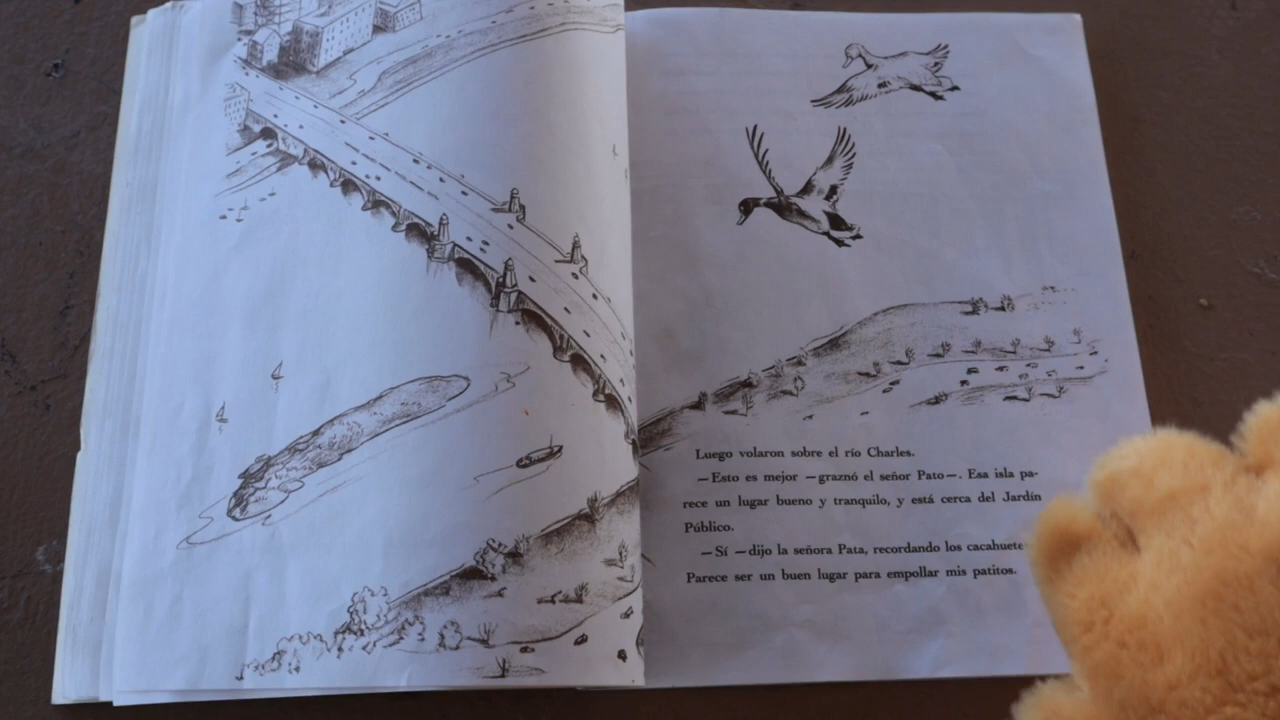 Luego volaron sobre el río Charles.
—Esto es mejor —graznó el señor Pato—. Esa isla pa-
rece un lugar bueno y tranquilo, y está cerca del Jardín
Público.
—Sí —dijo la señora Pata, recordando los
Parece ser un buen lugar para empollar mis patitos.